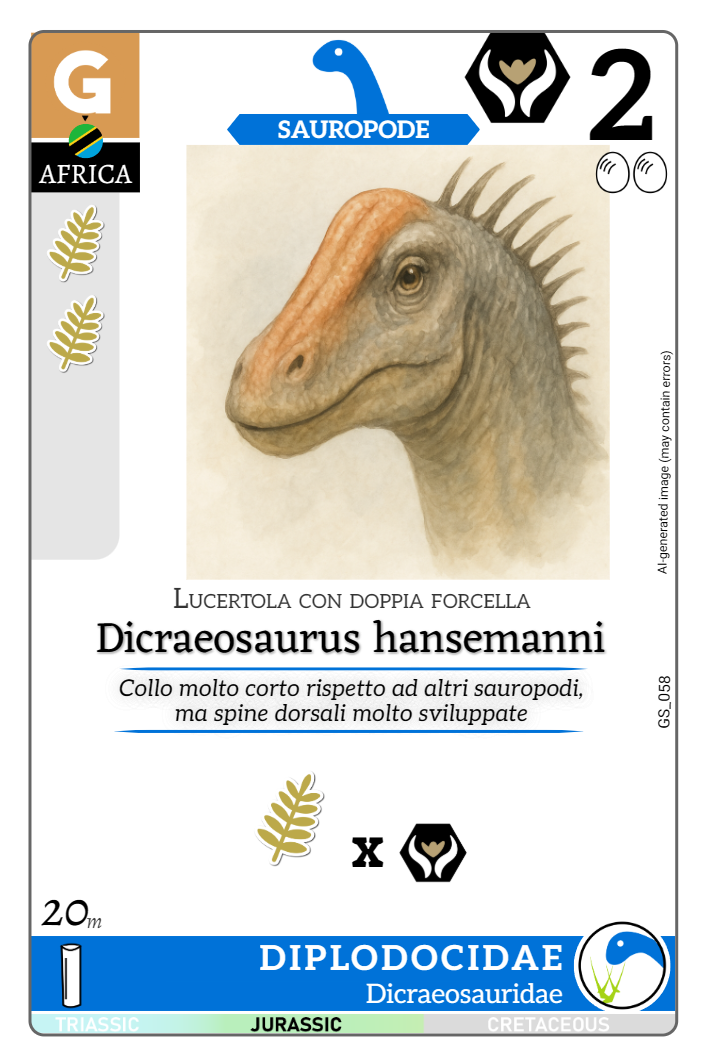 G
AFRICA
SAUROPODE
2
AI-generated image (may contain errors)
Lucertola con doppia forcella
Dicraeosaurus hansemanni
Collo molto corto rispetto ad altri sauropodi,
ma spine dorsali molto sviluppate
GS_058
x
20m
DIPLODOCIDAE
Dicraeosauridae
TRIASSIC
JURASSIC
CRETACEOUS